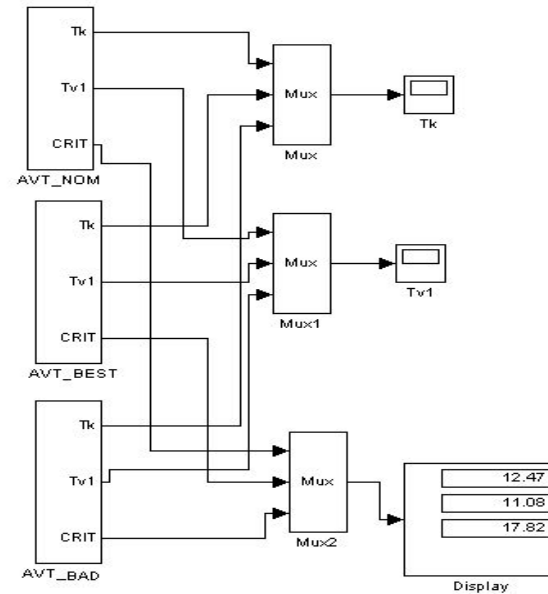 Tk
Tv1
CRIT
AVT_NOM
Mux
Mux
Tk
Tk
Tv1
CRIT
AVT_BEST
Mux
Mux1
Tv1
Tk
Tv1
CRIT
AVT_BAD
Mux
Mux2
12.47
11.08
17.82
Display